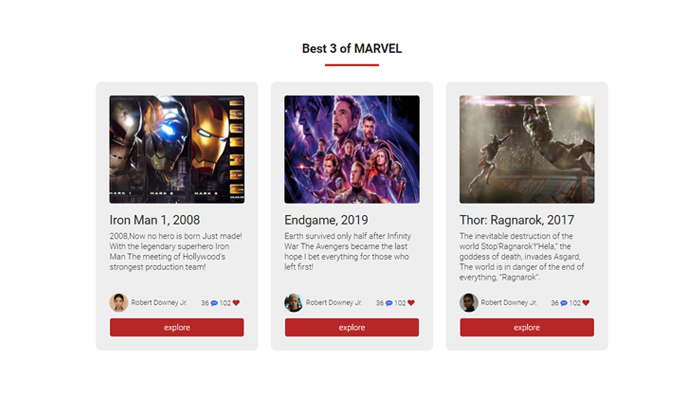 Best 3 of MARVEL
IRON MAN
MARK 1 MARK 2 MARK 3
Iron Man 1, 2008
2008,Now no hero is born Just made!
With the legendary superhero Iron
Man The meeting of Hollywood's
strongest production team!
Robert Downey Jr. 36 102
explore
Endgame, 2019
Earth survived only half after Infinity
War The Avengers became the last
hope I bet everything for those who
left first!
Robert Downey Jr. 36 102
explore
Thor: Ragnarok, 2017
The inevitable destruction of the
world Stop'Ragnarok'!"Hela," the
goddess of death, invades Asgard,
The world is in danger of the end of
everything, "Ragnarok".
Robert Downey Jr. 36 102
explore